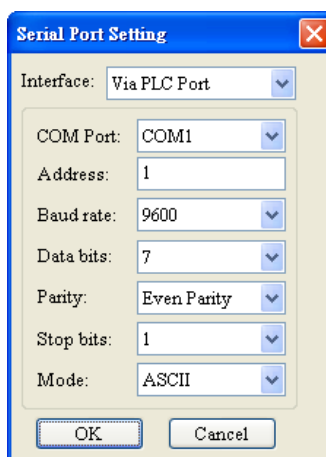 Serial Port Setting
Interface: Via PLC Port
COM Port: COM1
Address: 1
Baud rate: 9600
Data bits: 7
Parity: Even Parity
Stop bits: 1
Mode: ASCII
OK Cancel